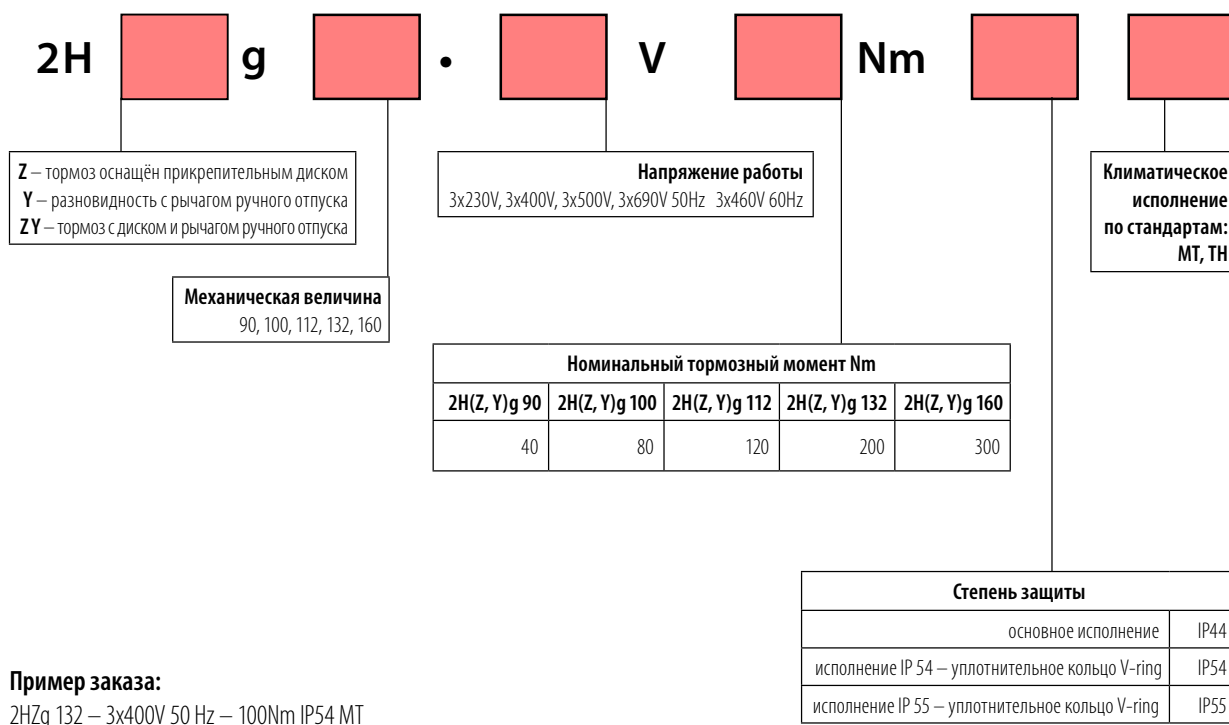 2H g • V Nm
Z – тормоз оснащён прикрепительным диском
Y – разновидность с рычагом ручного отпуска
ZY – тормоз с диском и рычагом ручного отпуска
Напряжение работы
3x230V, 3x400V, 3x500V, 3x690V 50Hz 3x460V 60Hz
Климатическое
исполнение
по стандартам:
MT, TH
Механическая величина
90, 100, 112, 132, 160
Номинальный тормозный момент Nm
2H(Z, Y)g 90 2H(Z, Y)g 100 2H(Z, Y)g 112 2H(Z, Y)g 132 2H(Z, Y)g 160
40 80 120 200 300
Степень защиты
основное исполнение IP44
исполнение IP 54 – уплотнительное кольцо V-ring IP54
исполнение IP 55 – уплотнительное кольцо V-ring IP55
Пример заказа:
2HZg 132 – 3x400V 50 Hz – 100Nm IP54 MT